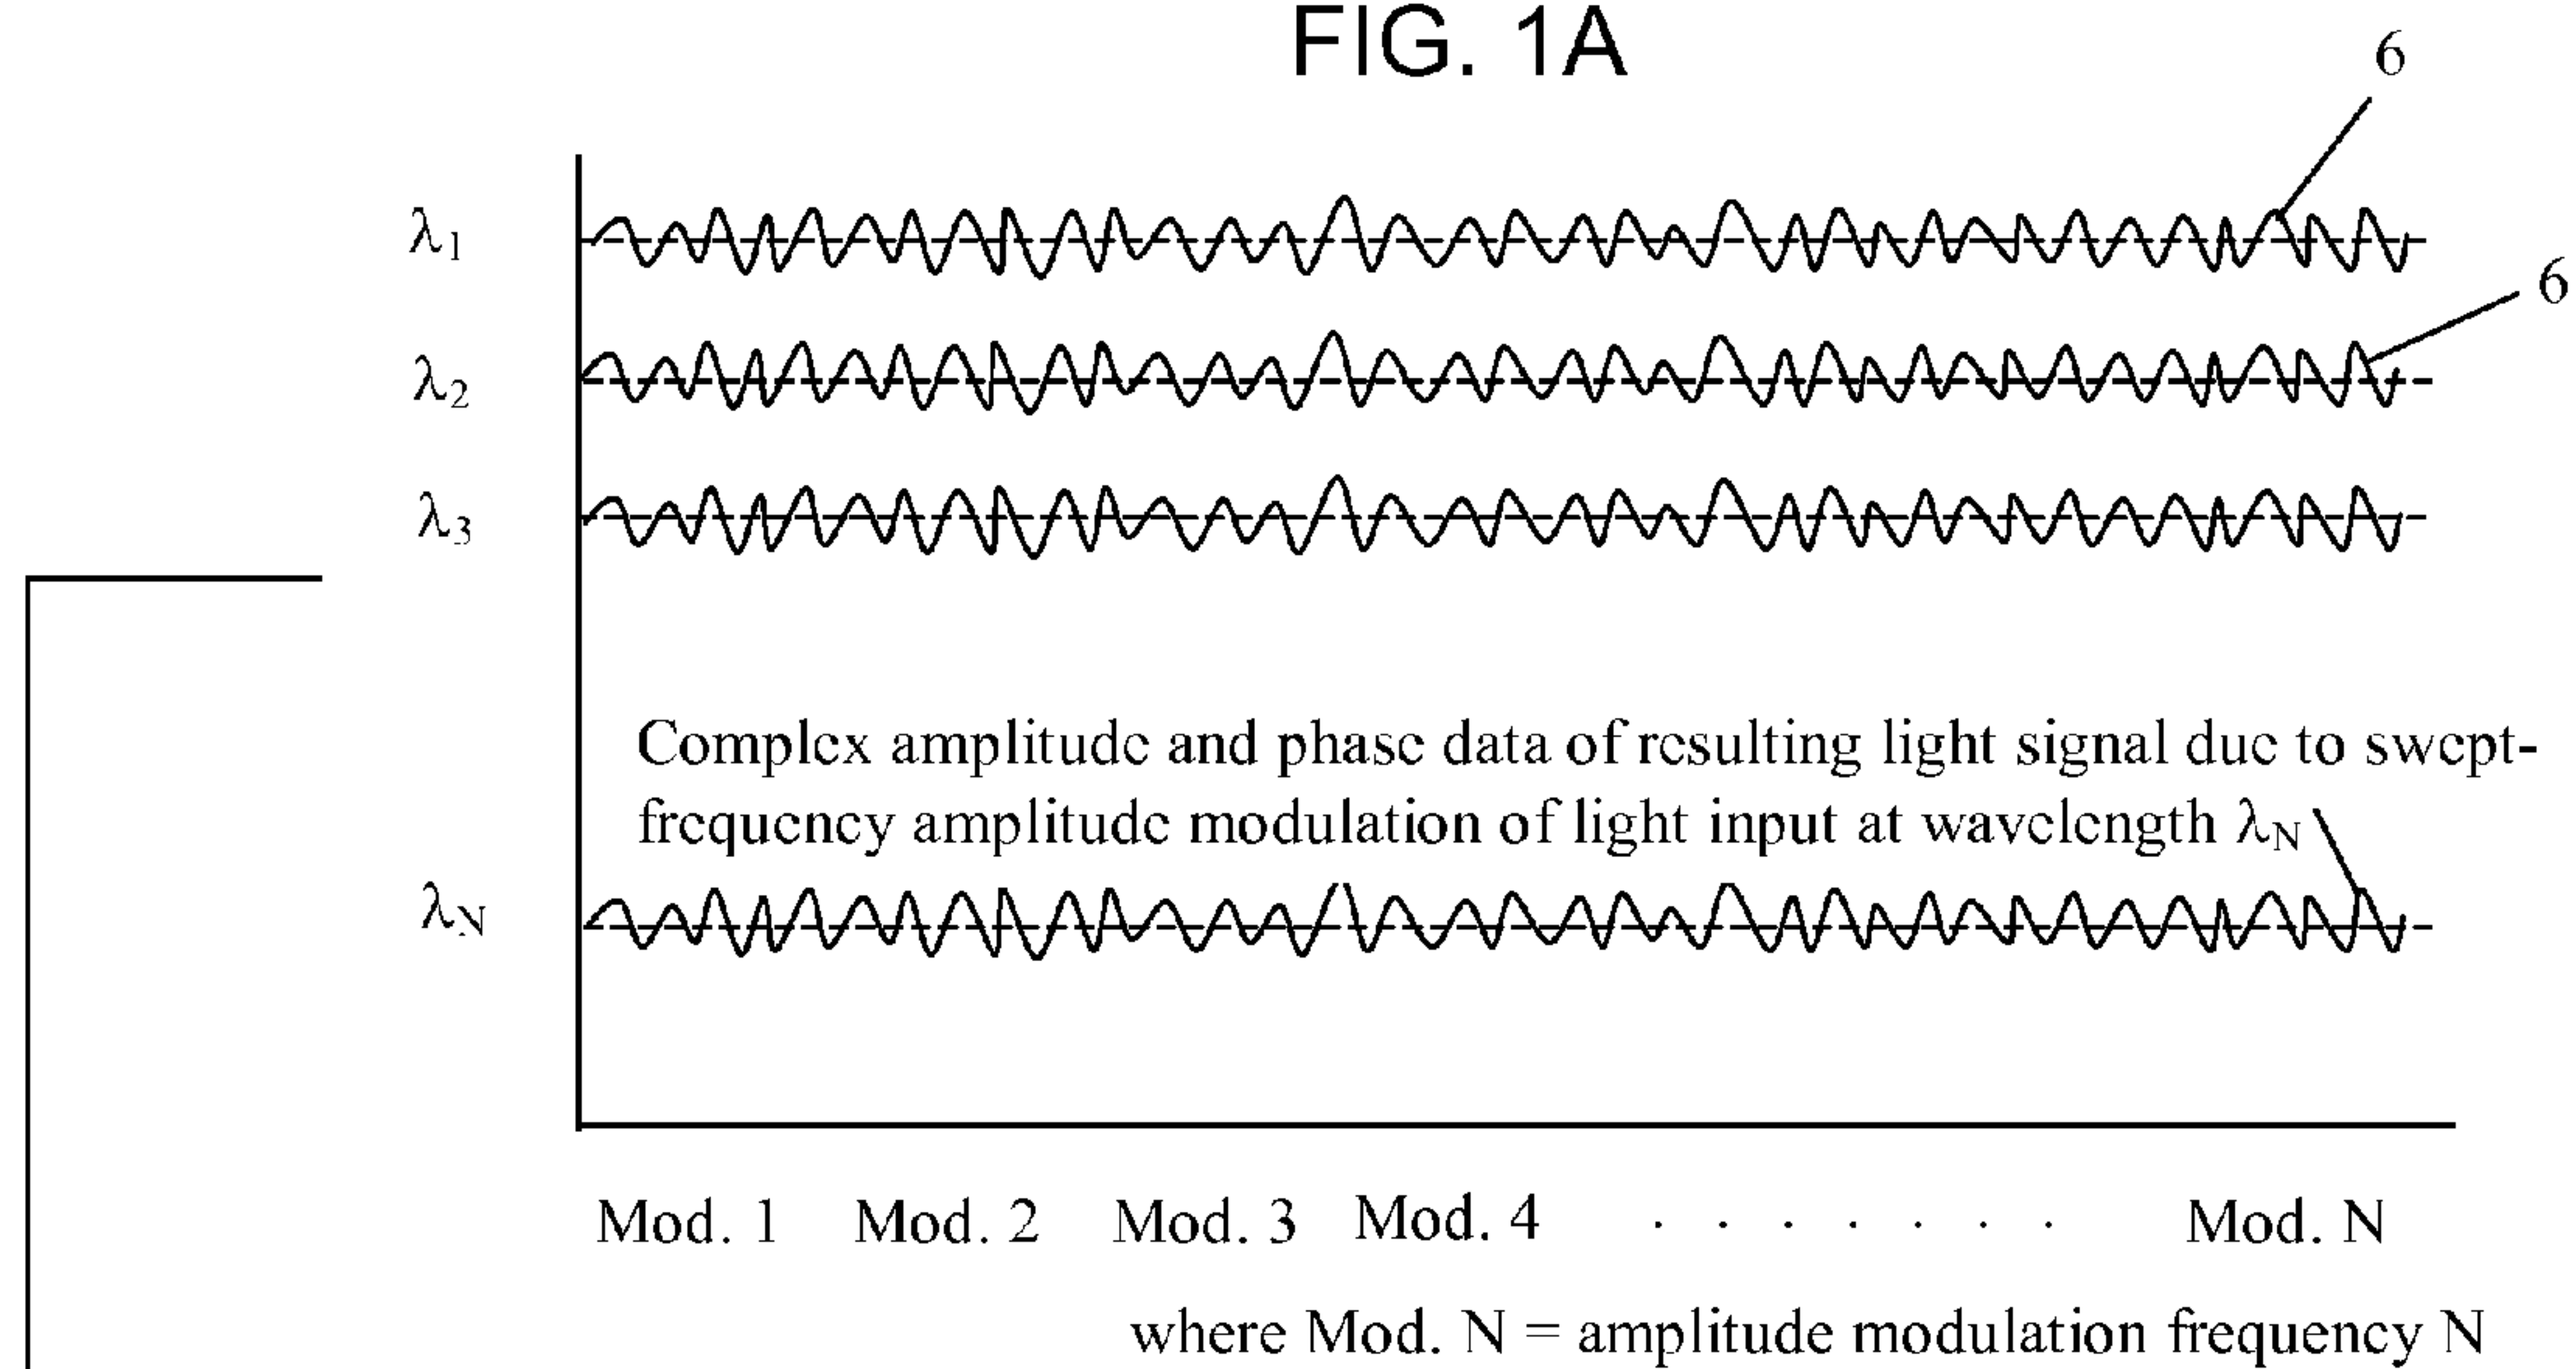 FIG. 1A
6
λ1
6
λ2
λ3
Complex amplitude and phase data of resulting light signal due to swept-
frequency amplitude modulation of light input at wavelength λN
λN
Mod. 1 Mod. 2 Mod. 3 Mod. 4 . . . . . . . Mod. N
where Mod. N = amplitude modulation frequency N